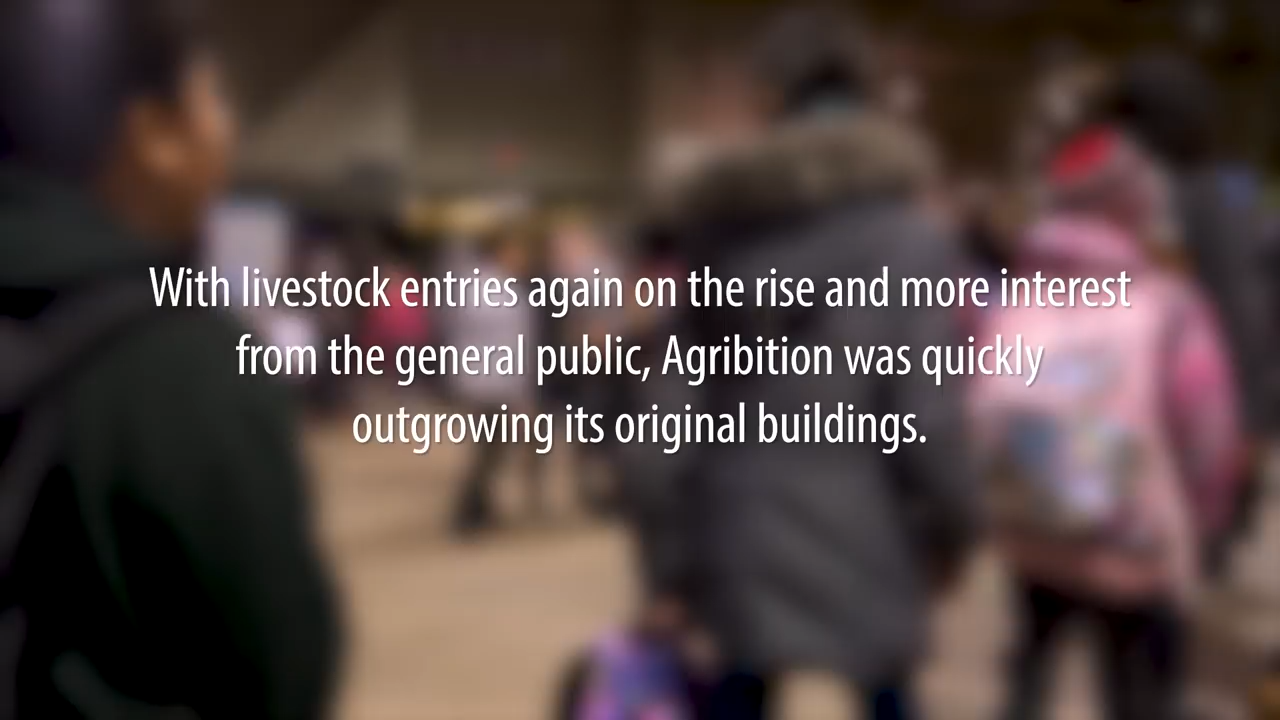 With livestock entries again on the rise and more interest
from the general public, Agribition was quickly
outgrowing its original buildings.